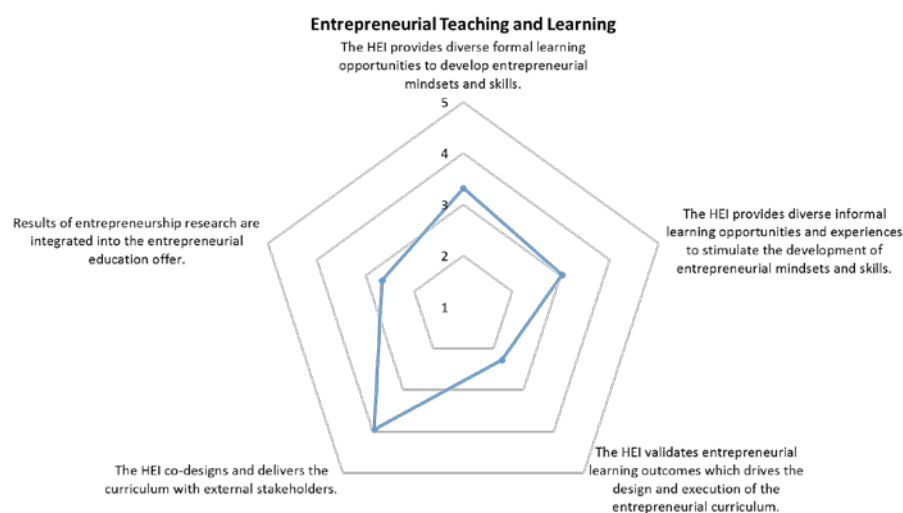 Entrepreneurial Teaching and Learning
The HEI provides diverse formal learning
opportunities to develop entrepreneurial
mindsets and skills.
5
4
3
2
1
The HEI provides diverse informal
learning opportunities and experiences
to stimulate the development of
entrepreneurial mindsets and skills.
The HEI validates entrepreneurial
learning outcomes which drives the
design and execution of the
entrepreneurial curriculum.
The HEI co-designs and delivers the
curriculum with external stakeholders.
Results of entrepreneurship research are
integrated into the entrepreneurial
education offer.